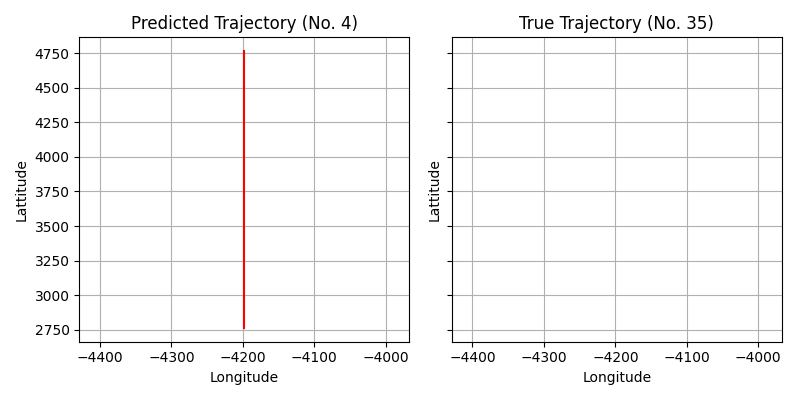 Predicted Trajectory (No. 4)
True Trajectory (No. 35)
Lattitude
4750
4500
4250
4000
3750
3500
3250
3000
2750
−4400 −4300 −4200 −4100 −4000
Longitude
Lattitude
−4400 −4300 −4200 −4100 −4000
Longitude